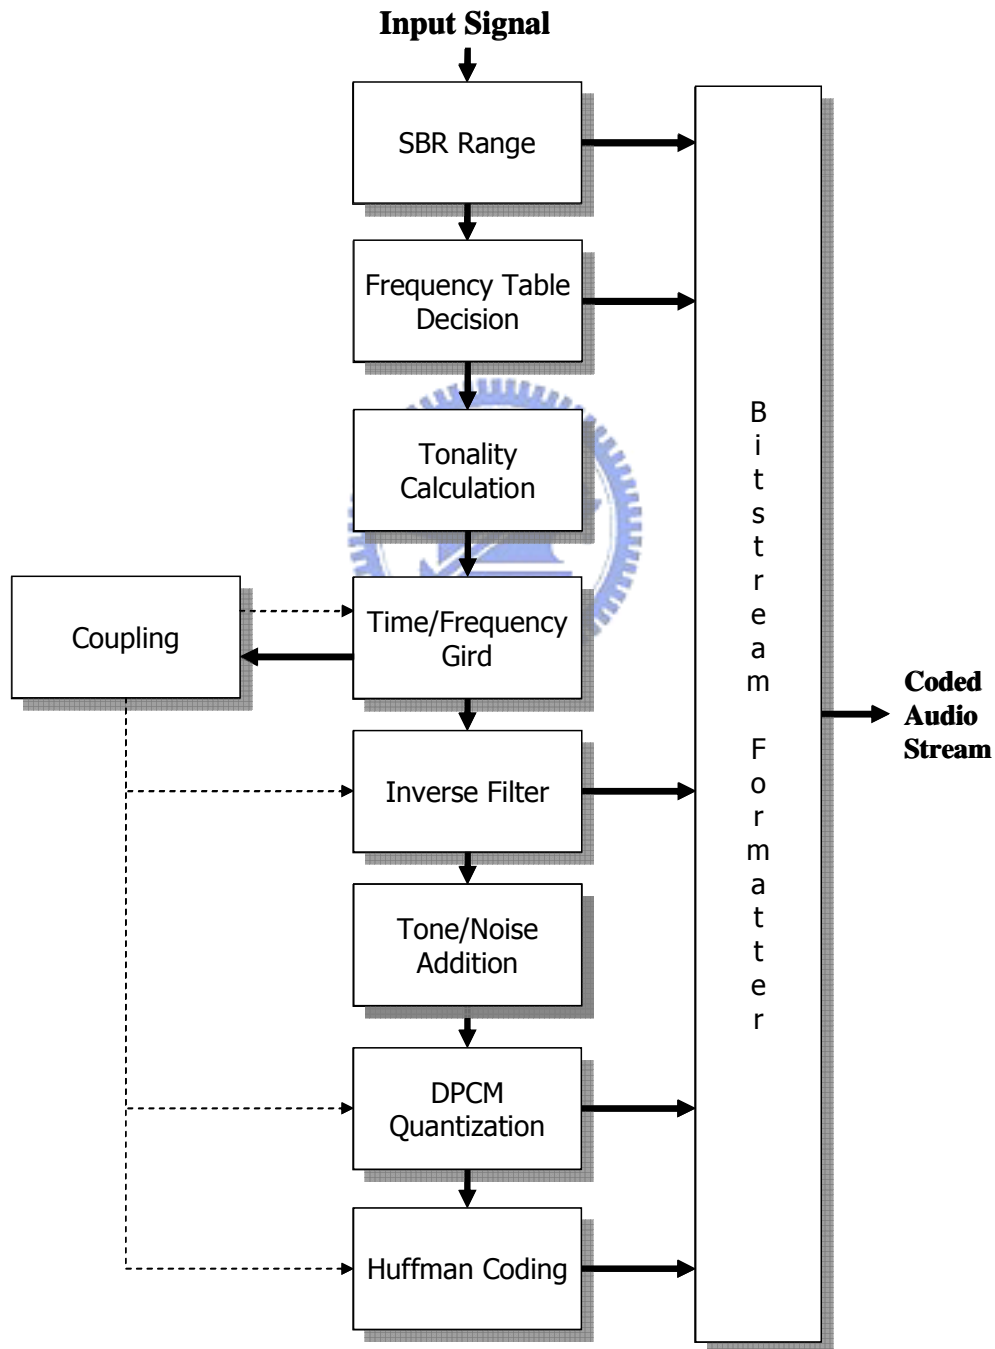 Input Signal
SBR Range
Frequency Table
Decision
Tonality
Calculation
Coupling
Time/Frequency
Gird
Inverse Filter
Tone/Noise
Addition
DPCM
Quantization
Huffman Coding
Bitstream Formatter
Coded
Audio
Stream